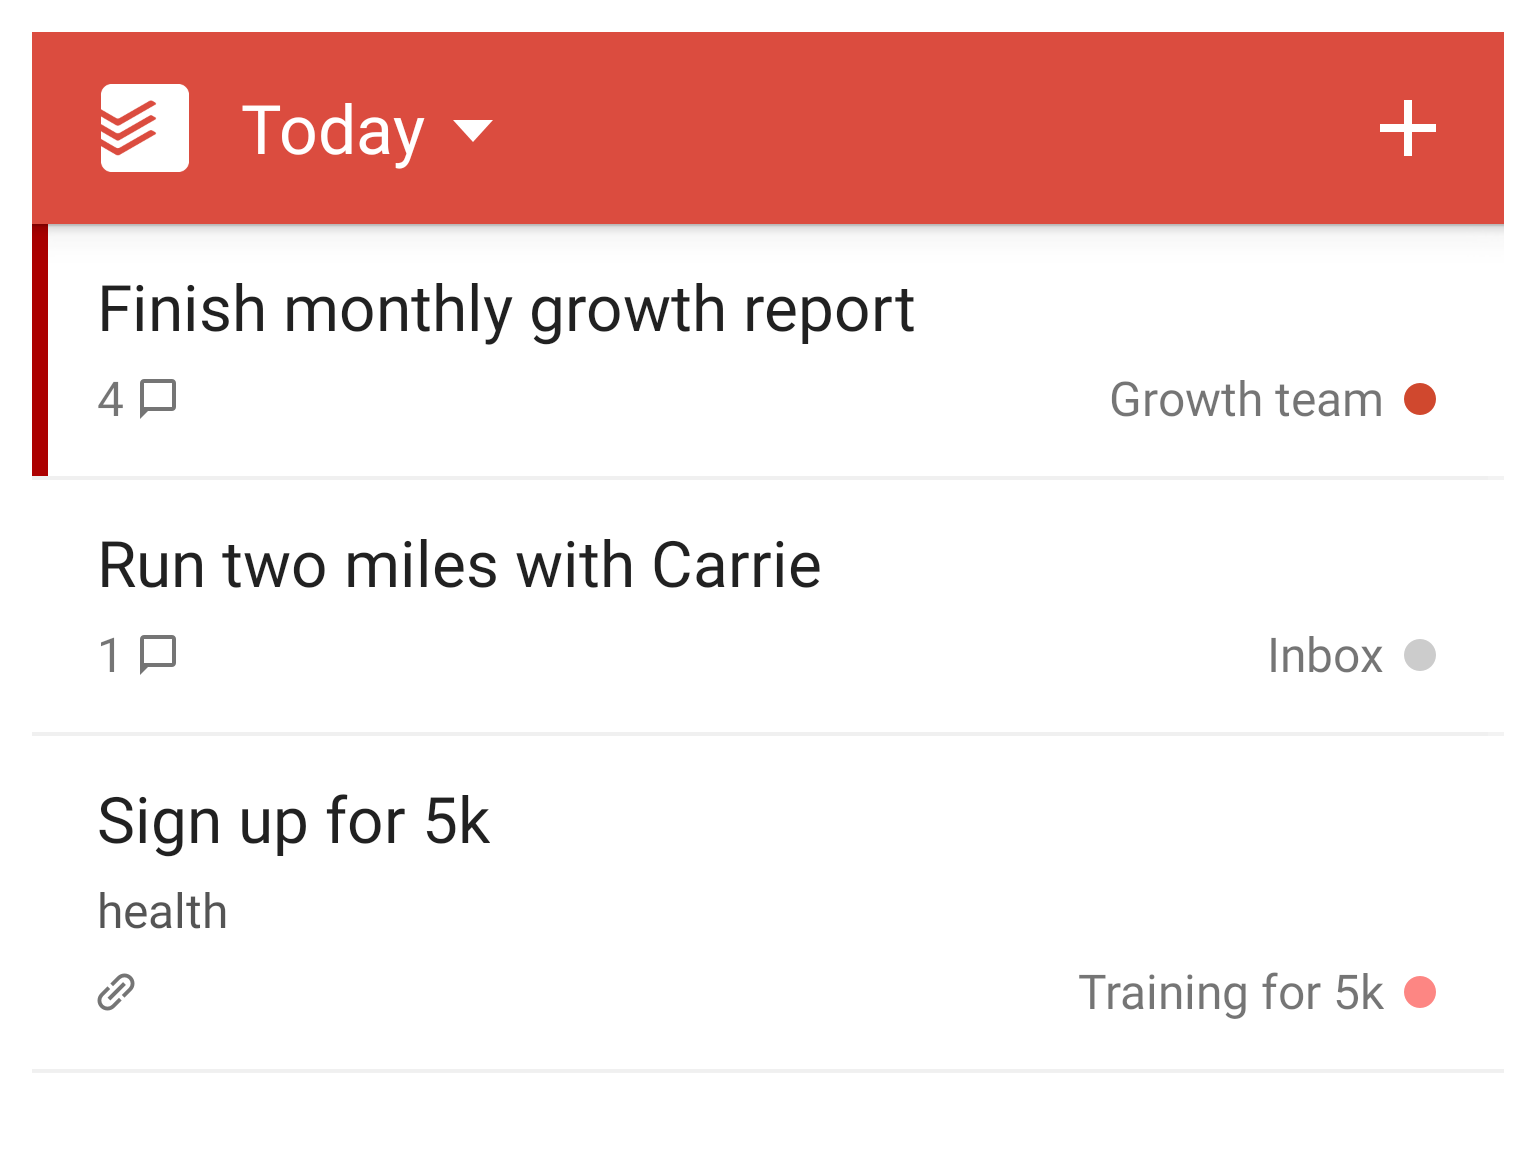 Today
Finish monthly growth report
4
Growth team
Run two miles with Carrie
1
Inbox
Sign up for 5k
health
Training for 5k